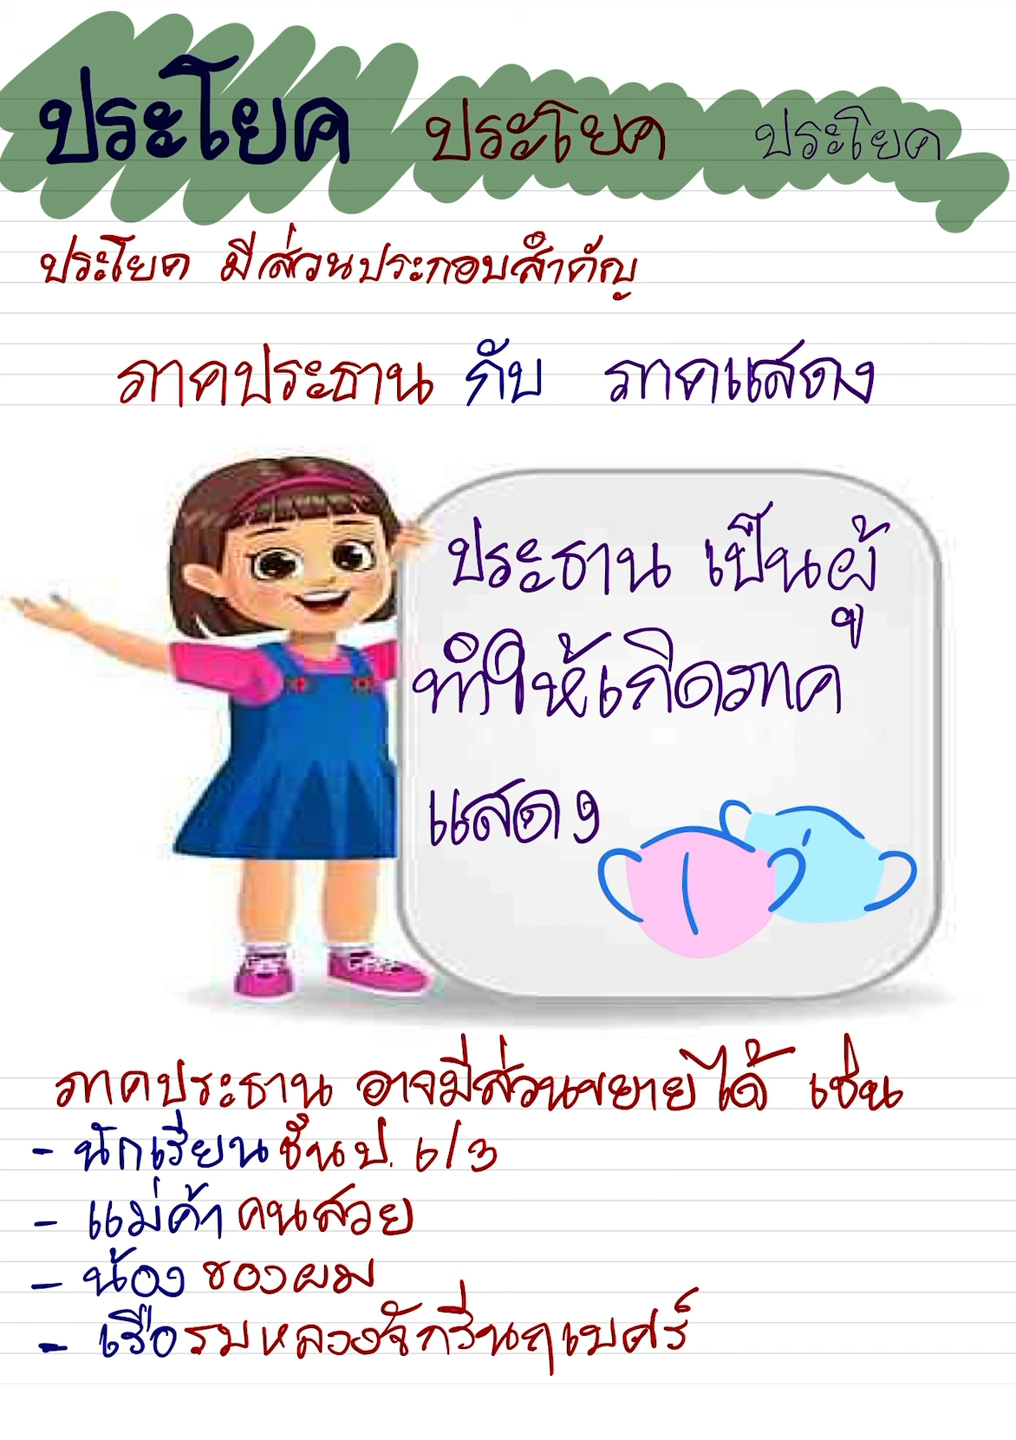 ประโยค ประโยค ประโยค
ประโยค มีส่วนประกอบสำคัญ
ภาคประธาน กับ ภาคแสดง
ประธาน เป็นผู้
ทำให้เกิดภาค
แสดง
ภาคประธาน อาจมีส่วนขยายได้ เช่น
- นักเรียนชั้นป. ๖/๓
- แม่ค้าคนสวย
- น้องของผม
- เรือรบหลวงจักรีนฤเบศร์